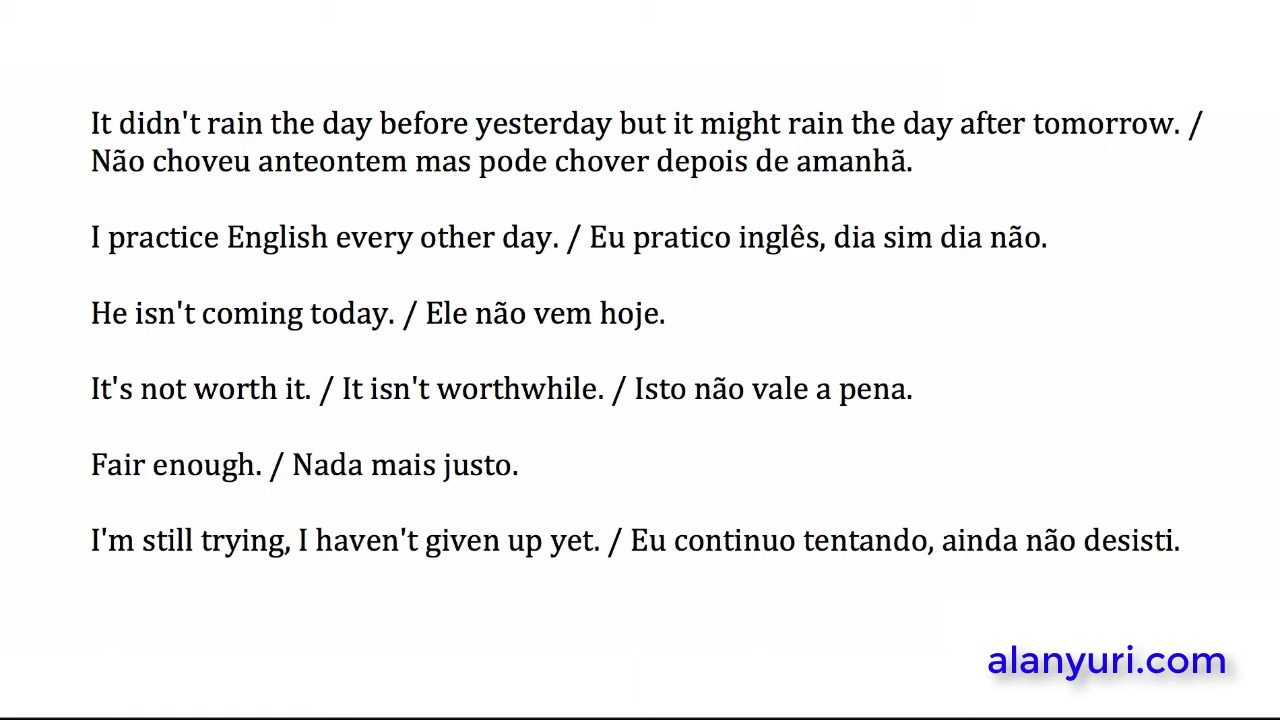 It didn't rain the day before yesterday but it might rain the day after tomorrow. /
Não choveu anteontem mas pode chover depois de amanhã.
I practice English every other day. / Eu pratico inglês, dia sim dia não.
He isn't coming today. / Ele não vem hoje.
It's not worth it. / It isn't worthwhile. / Isto não vale a pena.
Fair enough. / Nada mais justo.
I'm still trying, I haven't given up yet. / Eu continuo tentando, ainda não desisti.
alanyuri.com